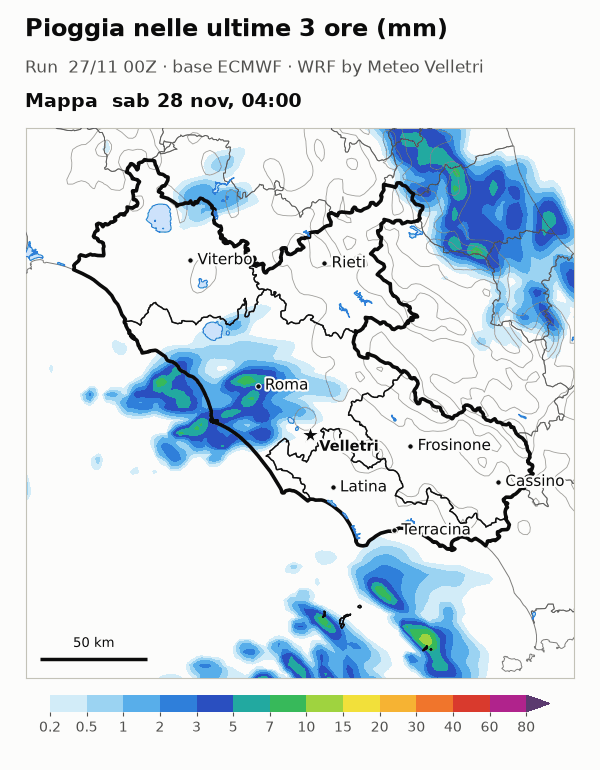 Pioggia nelle ultime 3 ore (mm)
Run  27/11 00Z · base ECMWF · WRF by Meteo Velletri
Mappa  sab 28 nov, 04:00
Viterbo
Rieti
Roma
Velletri
Frosinone
Cassino
Latina
Terracina
50 km
0.2 0.5 1 2 3 5 7 10 15 20 30 40 60 80